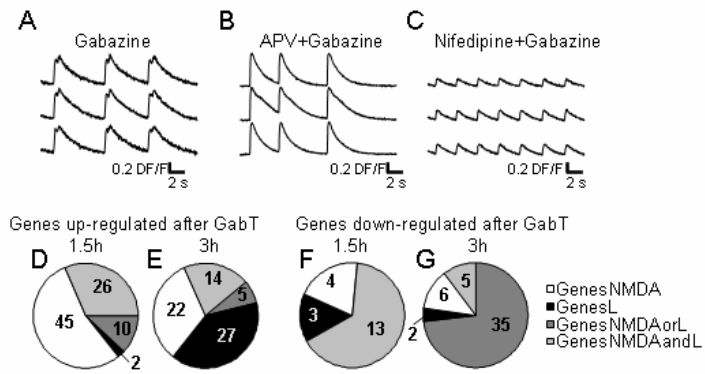 A B C
Gabazine APV+Gabazine Nifedipine+Gabazine
0.2 DF/F 0.2 DF/F 0.2 DF/F
2 s 2 s 2 s
Genes up-regulated after GabT Genes down-regulated after GabT
1.5h 3h 1.5h 3h
D E F G
45 26 10 2
22 14 5 27
4 3 13
6 5 2 35
GenesNMDA
GenesL
GenesNMDAorL
GenesNMDAandL